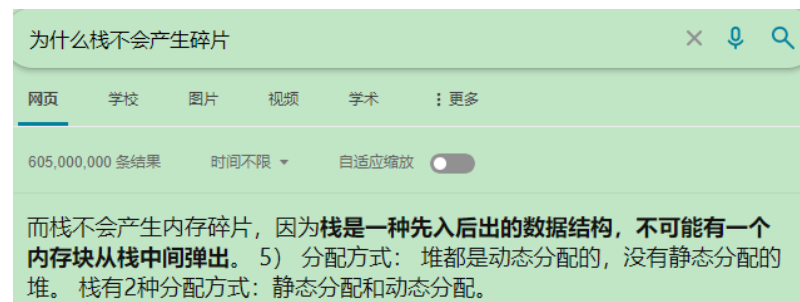 为什么栈不会产生碎片
网页 学校 图片 视频 学术 更多
605,000,000 条结果 时间不限 自适应缩放
而栈不会产生内存碎片，因为栈是一种先入后出的数据结构，不可能有一个
内存块从栈中间弹出。 5） 分配方式： 堆都是动态分配的，没有静态分配的
堆。 栈有2种分配方式：静态分配和动态分配。